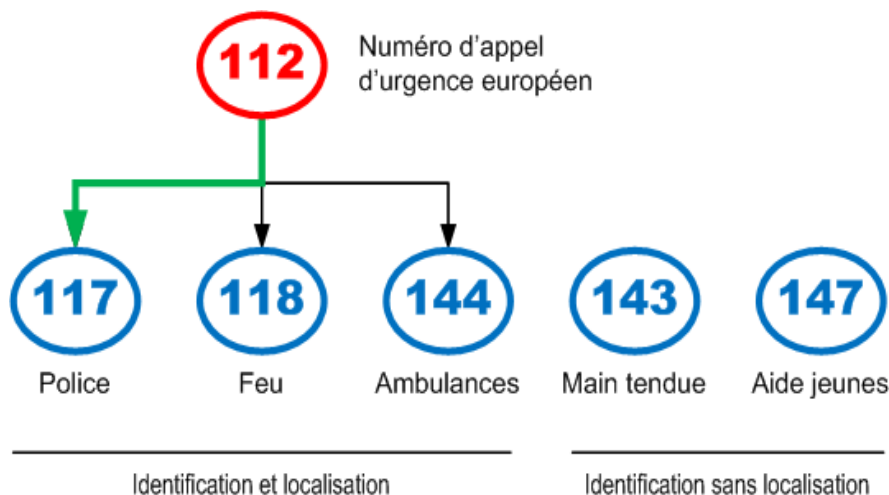 112
Numéro d’appel
d’urgence européen
117 118 144 143 147
Police Feu Ambulances Main tendue Aide jeunes
Identification et localisation Identification sans localisation